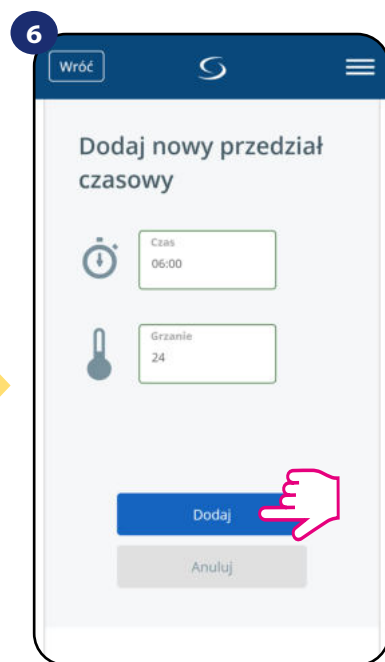 6
Wróć
Dodaj nowy przedział
czasowy
Czas
06:00
Grzanie
24
Dodaj
Anuluj